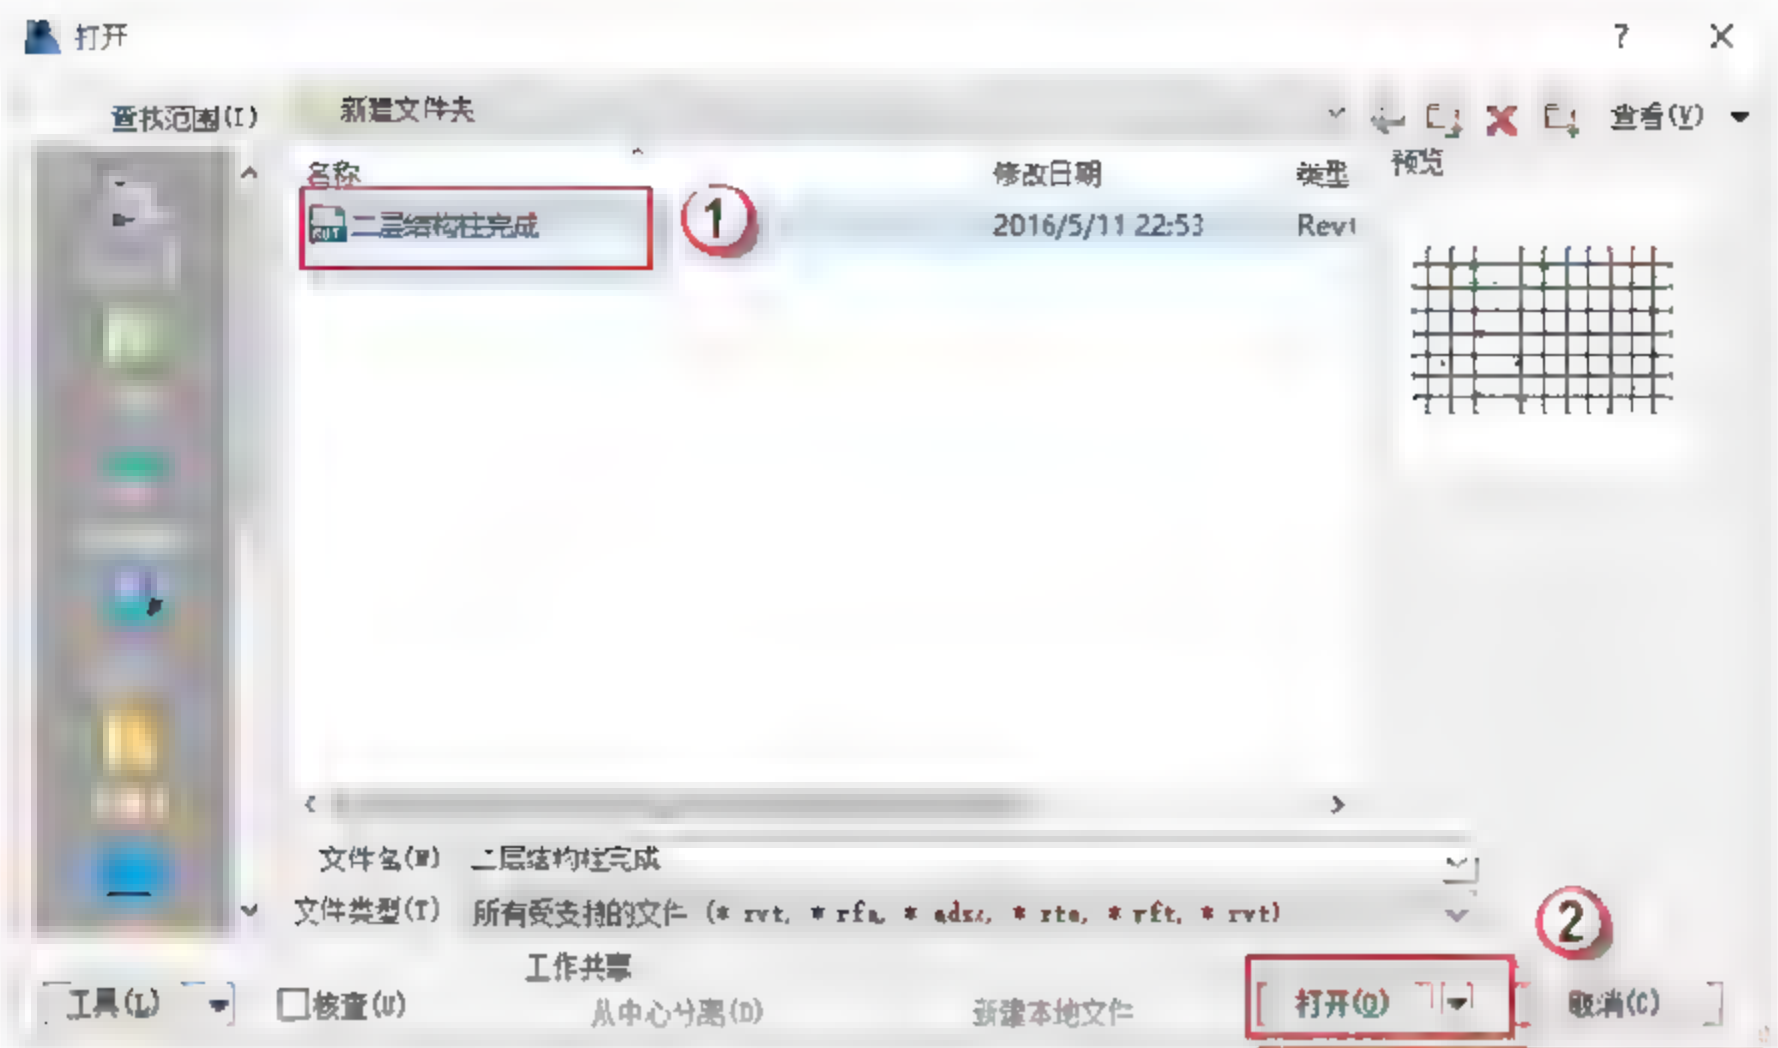 打开
?
查找范围(I)
新建文件夹
查看(V)
名称
修改日期
类型
预览
二层结构柱完成
2016/5/11 22:53
Revi
1
文件名(N)
二层结构柱完成
文件类型(T)
所有受支持的文件 (*.rvt, *.rfa, *.adsk, *.rte, *.rft, *.rvt)
2
工作共享
工具(L)
核查(U)
从中心分离(D)
新建本地文件
打开(O)
取消(C)